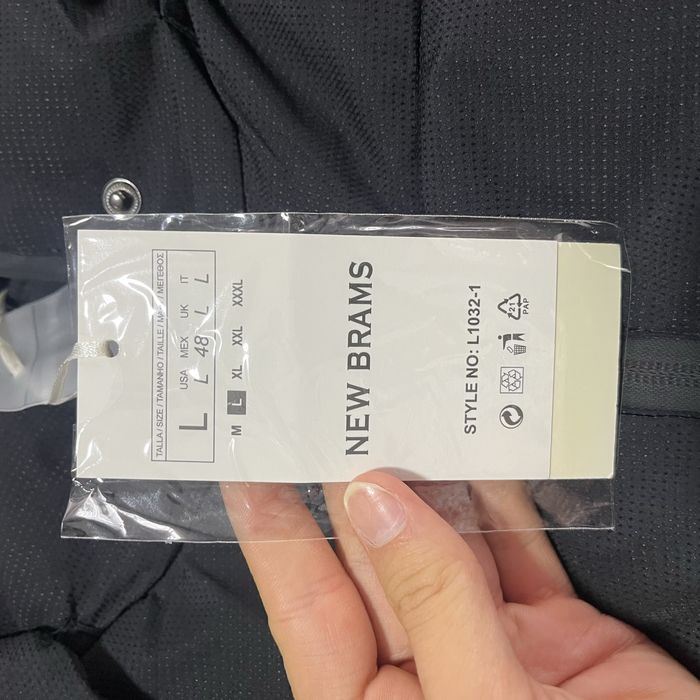 TALLA / SIZE / TAMANHO / TAILLE / / ΜΕΓΕΘΟΣ
USA MEX UK IT
L L 48 L L
M L XL XXL XXXL
NEW BRAMS
STYLE NO: L1032-1
21
PAP